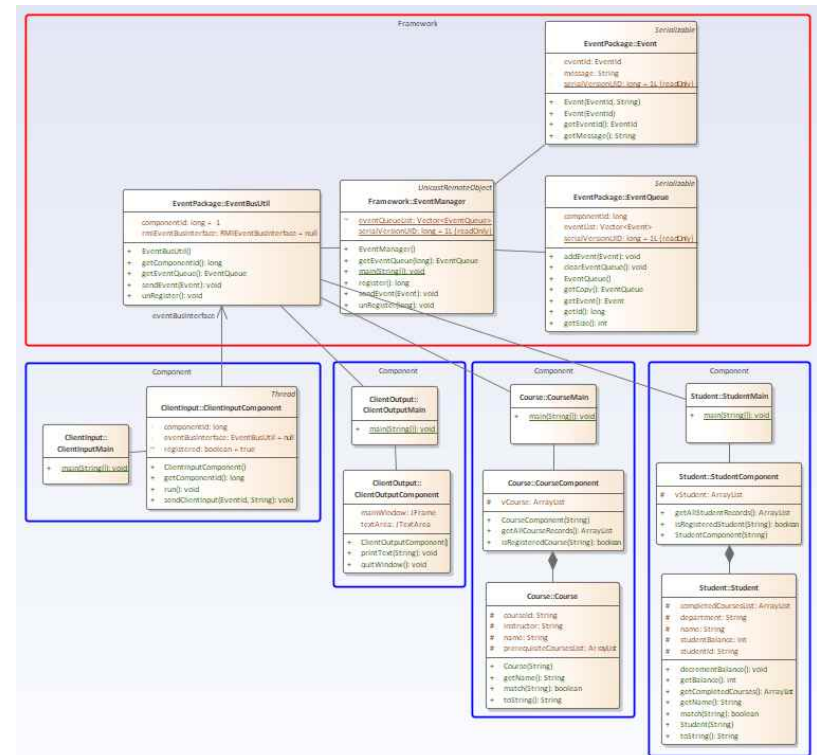 Framework
Serializable
EventPackage::Event
eventId: EventId
message: String
serialVersionUID: long = 1L {readOnly}
+ Event(EventId, String)
+ Event(EventId)
+ getEventId(): EventId
+ getMessage(): String
EventPackage::EventBusUtil
componentId: long = -1
rmiEventBusInterface: RMIEventBusInterface = null
+ EventBusUtil()
+ getComponentId(): long
+ getEventQueue(): EventQueue
+ sendEvent(Event): void
+ unRegister(): void
UnicastRemoteObject
Framework::EventManager
~ eventQueueList: Vector<EventQueue>
serialVersionUID: long = 1L {readOnly}
+ EventManager()
+ getEventQueue(long): EventQueue
+ main(String[]): void
+ register(): long
+ sendEvent(Event): void
+ unRegister(long): void
Serializable
EventPackage::EventQueue
componentId: long
eventList: Vector<Event>
serialVersionUID: long = 1L {readOnly}
+ addEvent(Event): void
+ clearEventQueue(): void
+ EventQueue()
+ getCopy(): EventQueue
+ getEvent(): Event
+ getId(): long
+ getSize(): int
eventBusInterface
Component
ClientInput::
ClientInputMain
+ main(String[]): void
Thread
ClientInput::ClientInputComponent
componentId: long
eventBusInterface: EventBusUtil = null
~ registered: boolean = true
+ ClientInputComponent()
+ getComponentId(): long
+ run(): void
+ sendClientInput(EventId, String): void
Component
ClientOutput::
ClientOutputMain
+ main(String[]): void
ClientOutput::
ClientOutputComponent
mainWindow: JFrame
textArea: JTextArea
+ ClientOutputComponent()
+ printText(String): void
+ quitWindow(): void
Component
Course::CourseMain
+ main(String[]): void
Course::CourseComponent
# vCourse: ArrayList
+ CourseComponent(String)
+ getAllCourseRecords(): ArrayList
+ isRegisteredCourse(String): boolean
Course::Course
# courseId: String
# instructor: String
# name: String
# prerequisiteCoursesList: ArrayList
+ Course(String)
+ getName(): String
+ match(String): boolean
+ toString(): String
Component
Student::StudentMain
+ main(String[]): void
Student::StudentComponent
# vStudent: ArrayList
+ getAllStudentRecords(): ArrayList
+ isRegisteredStudent(String): boolean
+ StudentComponent(String)
Student::Student
# completedCoursesList: ArrayList
# department: String
# name: String
# studentBalance: int
# studentId: String
+ decrementBalance(): void
+ getBalance(): int
+ getCompletedCourses(): ArrayList
+ getName(): String
+ match(String): boolean
+ Student(String)
+ toString(): String